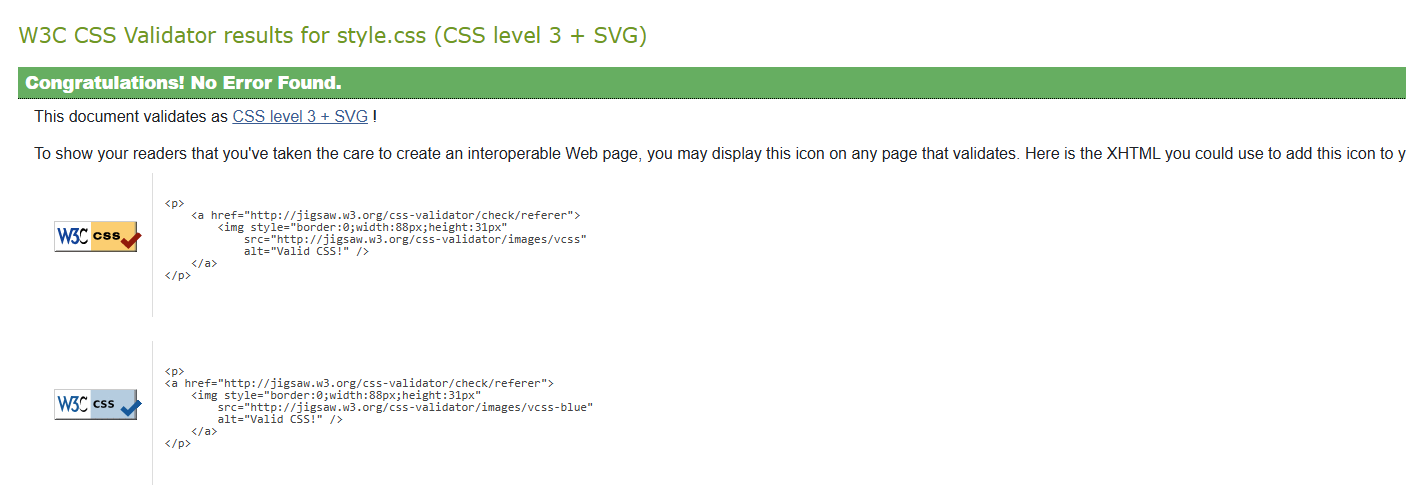 W3C CSS Validator results for style.css (CSS level 3 + SVG)
Congratulations! No Error Found.
This document validates as CSS level 3 + SVG !
To show your readers that you've taken the care to create an interoperable Web page, you may display this icon on any page that validates. Here is the XHTML you could use to add this icon to y
W3C css
<p>
    <a href="http://jigsaw.w3.org/css-validator/check/referer">
        <img style="border:0;width:88px;height:31px"
            src="http://jigsaw.w3.org/css-validator/images/vcss"
            alt="Valid CSS!" />
    </a>
</p>
W3C css
<p>
<a href="http://jigsaw.w3.org/css-validator/check/referer">
    <img style="border:0;width:88px;height:31px"
        src="http://jigsaw.w3.org/css-validator/images/vcss-blue"
        alt="Valid CSS!" />
    </a>
</p>